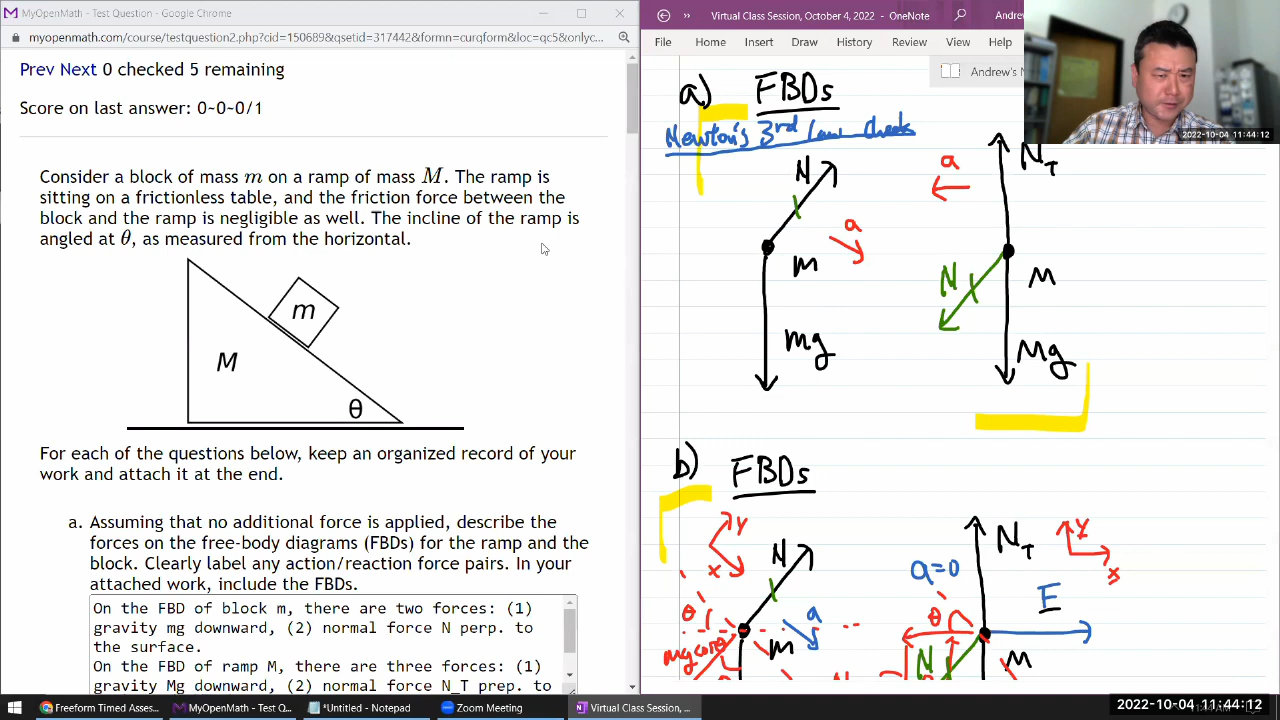 MyOpenMath - Test Question - Google Chrome
myopenmath.com/course/testquestion2.php?cid=150689&qsetid=317442&formn=curqform&loc=qc5&onlyc...
Prev Next 0 checked 5 remaining
Score on last answer: 0~0~0/1
Consider a block of mass m on a ramp of mass M. The ramp is
sitting on a frictionless table, and the friction force between the
block and the ramp is negligible as well. The incline of the ramp is
angled at θ, as measured from the horizontal.
m
M
θ
For each of the questions below, keep an organized record of your
work and attach it at the end.
a. Assuming that no additional force is applied, describe the
forces on the free-body diagrams (FBDs) for the ramp and the
block. Clearly label any action/reaction force pairs. In your
attached work, include the FBDs.
On the FBD of block m, there are two forces: (1)
gravity mg downward, (2) normal force N perp. to
the surface.
On the FBD of ramp M, there are three forces: (1)
gravity Mg downward, (2) normal force N_T prep. to
Virtual Class Session, October 4, 2022 - OneNote
Andrew
File Home Insert Draw History Review View Help
Andrew's N
2022-10-04 11:44:12
a) FBDs
Newton's 3rd Law Check
N
a
m
mg
a
N_T
N
M
Mg
b) FBDs
y
x
N
θ
a
m
mg cosθ
N_T
a=0
y
x
F
θ
N
M
Freeform Timed Asses...
MyOpenMath - Test Q...
*Untitled - Notepad
Zoom Meeting
Virtual Class Session, ...
2022-10-04 11:44:12